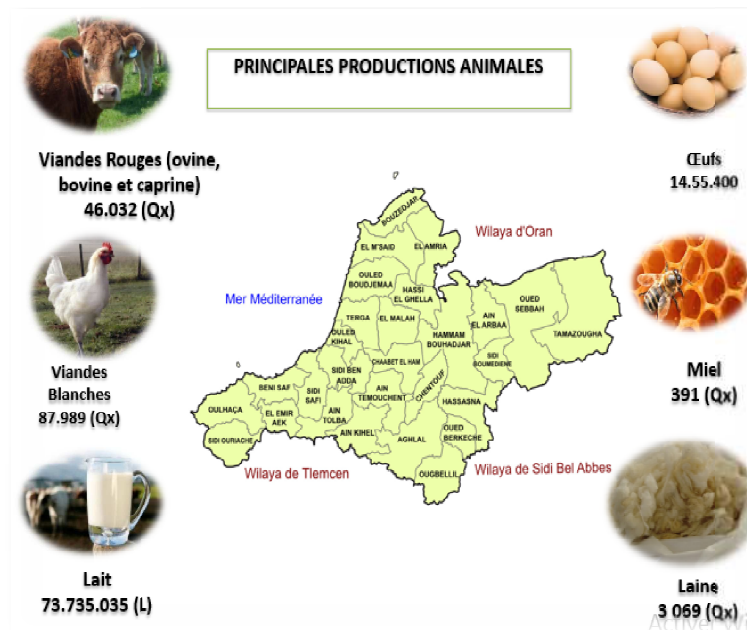 PRINCIPALES PRODUCTIONS ANIMALES
Viandes Rouges (ovine,
bovine et caprine)
46.032 (Qx)
Viandes
Blanches
87.989 (Qx)
Lait
73.735.035 (L)
Œufs
14.55.400
Miel
391 (Qx)
Laine
3 069 (Qx)
Wilaya d'Oran
Mer Méditerranée
Wilaya de Tlemcen
Wilaya de Sidi Bel Abbes
BOUZEDJAR
EL M'SAID
EL AMRIA
OULED
BOUDJEMAA
HASSI
EL GHELLA
OUED
SEBBAH
TERGA
EL MALAH
AIN
EL ARBAA
OULED
KIHAL
HAMMAM
BOUHADJAR
TAMAZOUGHA
CHAABET EL HAM
SIDI
BOUMEDIENE
SIDI BEN
ADDA
CHENTOUF
BENI SAF
SIDI
SAFI
AIN
TEMOUCHENT
HASSASNA
OULHAÇA
EL EMIR
AEK
AIN
TOLBA
OUED
BERKECHE
SIDI OURIACHE
AIN KIHEL
AGHLAL
OUGBELLIL
Activer Wi